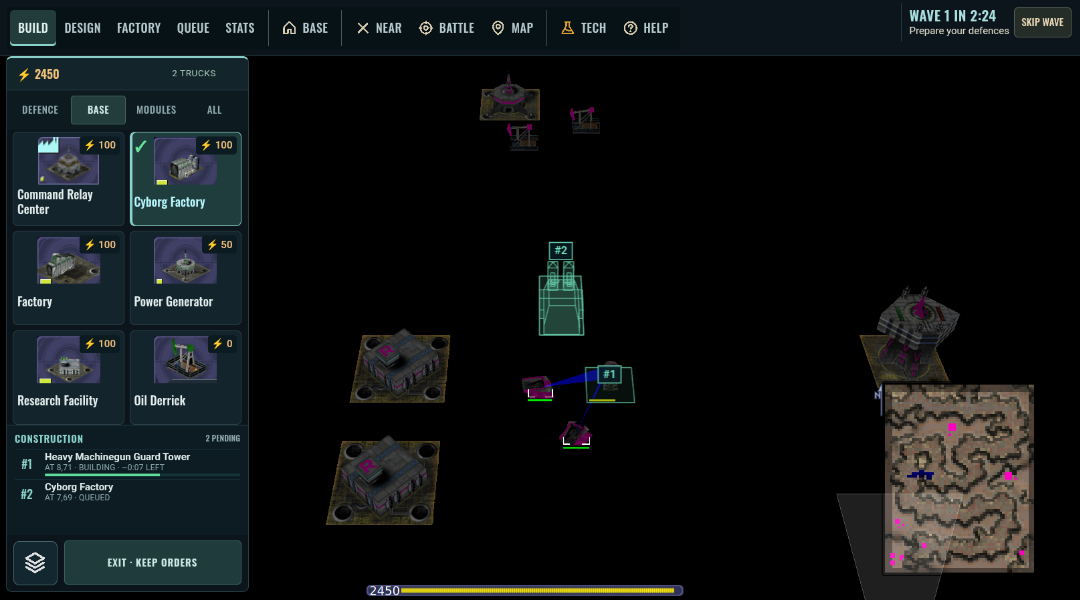 BUILD DESIGN FACTORY QUEUE STATS BASE NEAR BATTLE MAP TECH HELP
WAVE 1 IN 2:24
Prepare your defences
SKIP WAVE
2450
2 TRUCKS
DEFENCE BASE MODULES ALL
100
Command Relay
Center
100
Cyborg Factory
100
Factory
50
Power Generator
100
Research Facility
0
Oil Derrick
CONSTRUCTION
2 PENDING
#1
Heavy Machinegun Guard Tower
AT 8,71 · BUILDING · ~0:07 LEFT
#2
Cyborg Factory
AT 7,69 · QUEUED
EXIT · KEEP ORDERS
#2
#1
N
2450